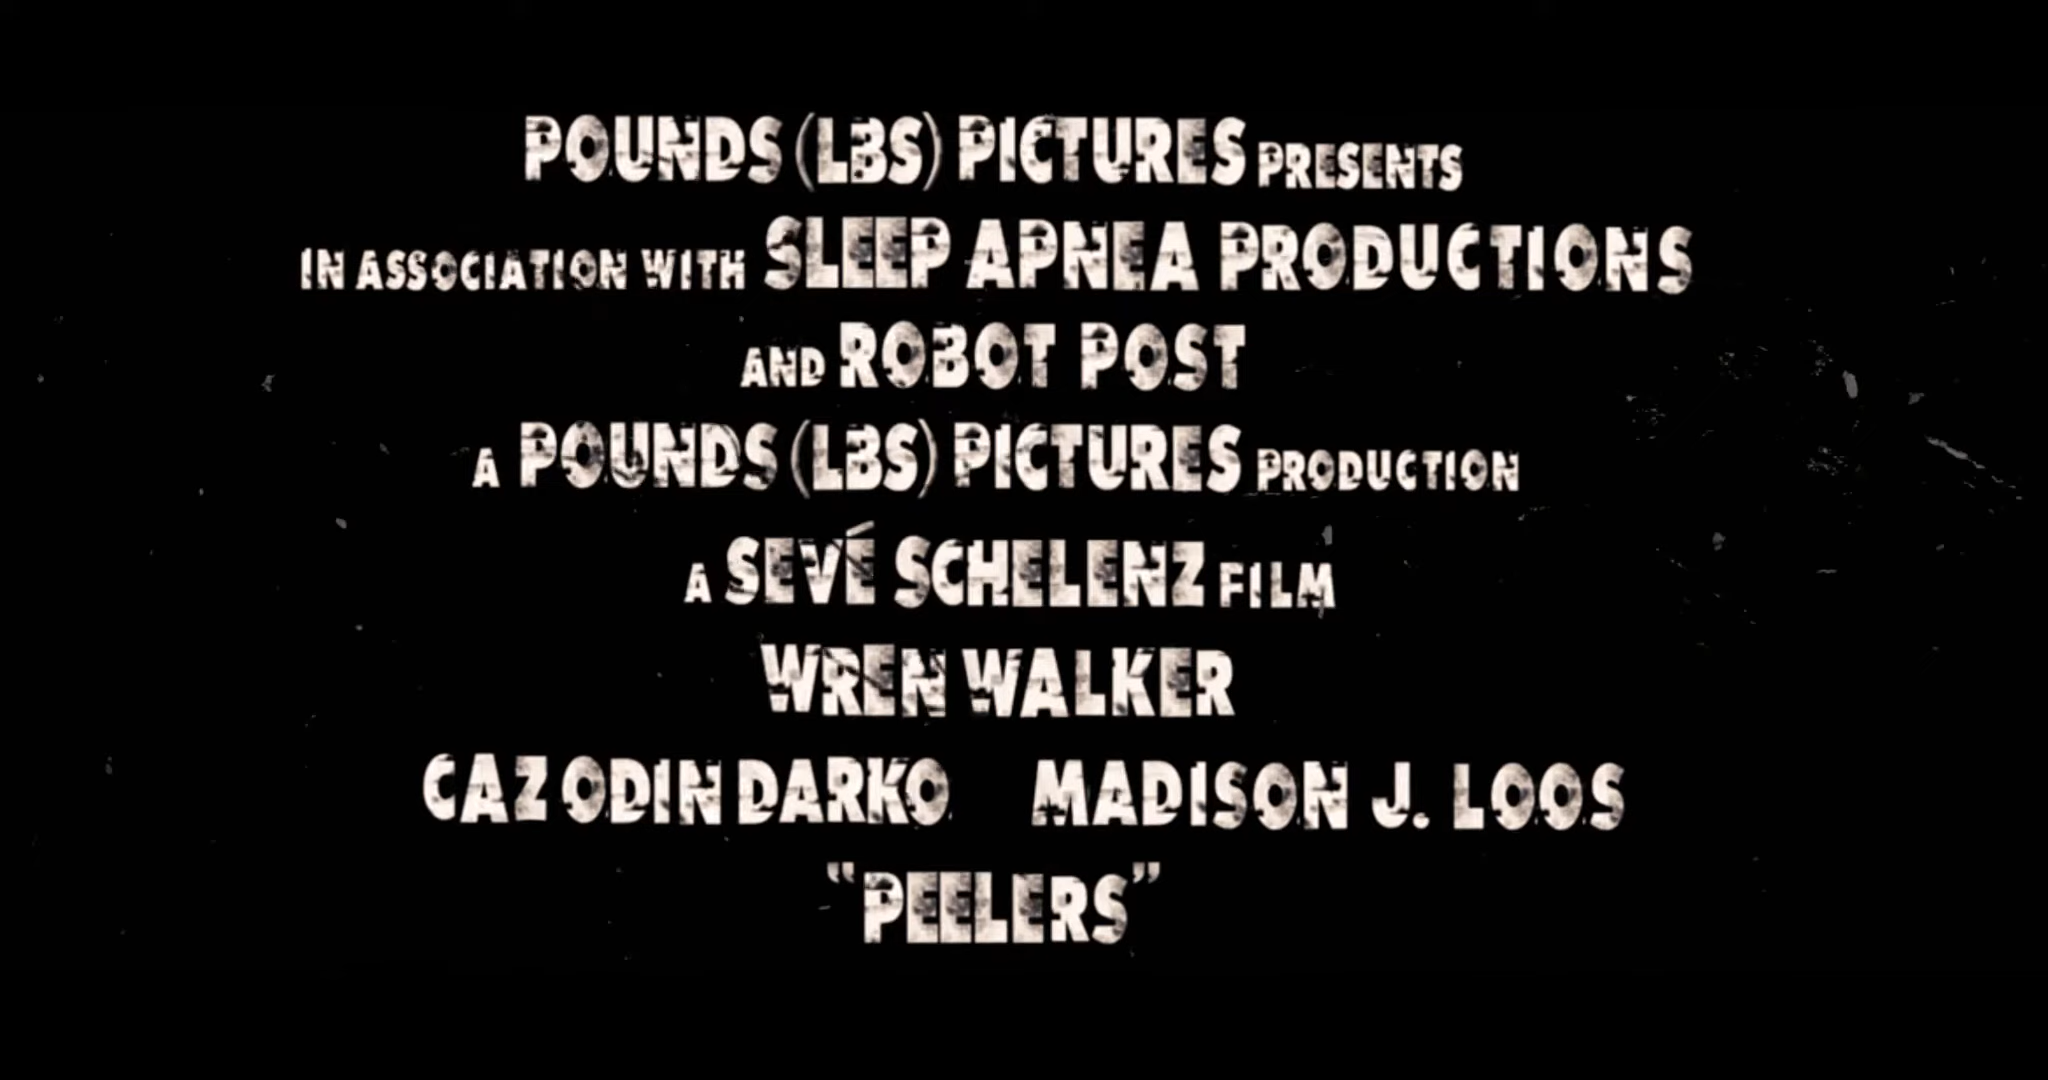 POUNDS (LBS) PICTURES PRESENTS
IN ASSOCIATION WITH SLEEP APNEA PRODUCTIONS
AND ROBOT POST
A POUNDS (LBS) PICTURES PRODUCTION
A SEVÉ SCHELENZ FILM
WREN WALKER
CAZ ODIN DARKO MADISON J. LOOS
“PEELERS”